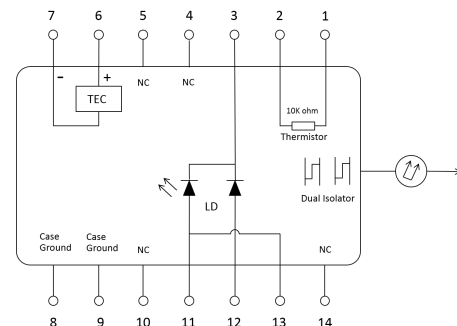 7 6 5 4 3 2 1
- + NC NC
TEC
10K ohm
Thermistor
Dual Isolator
LD
Case
Ground
Case
Ground
NC NC
8 9 10 11 12 13 14